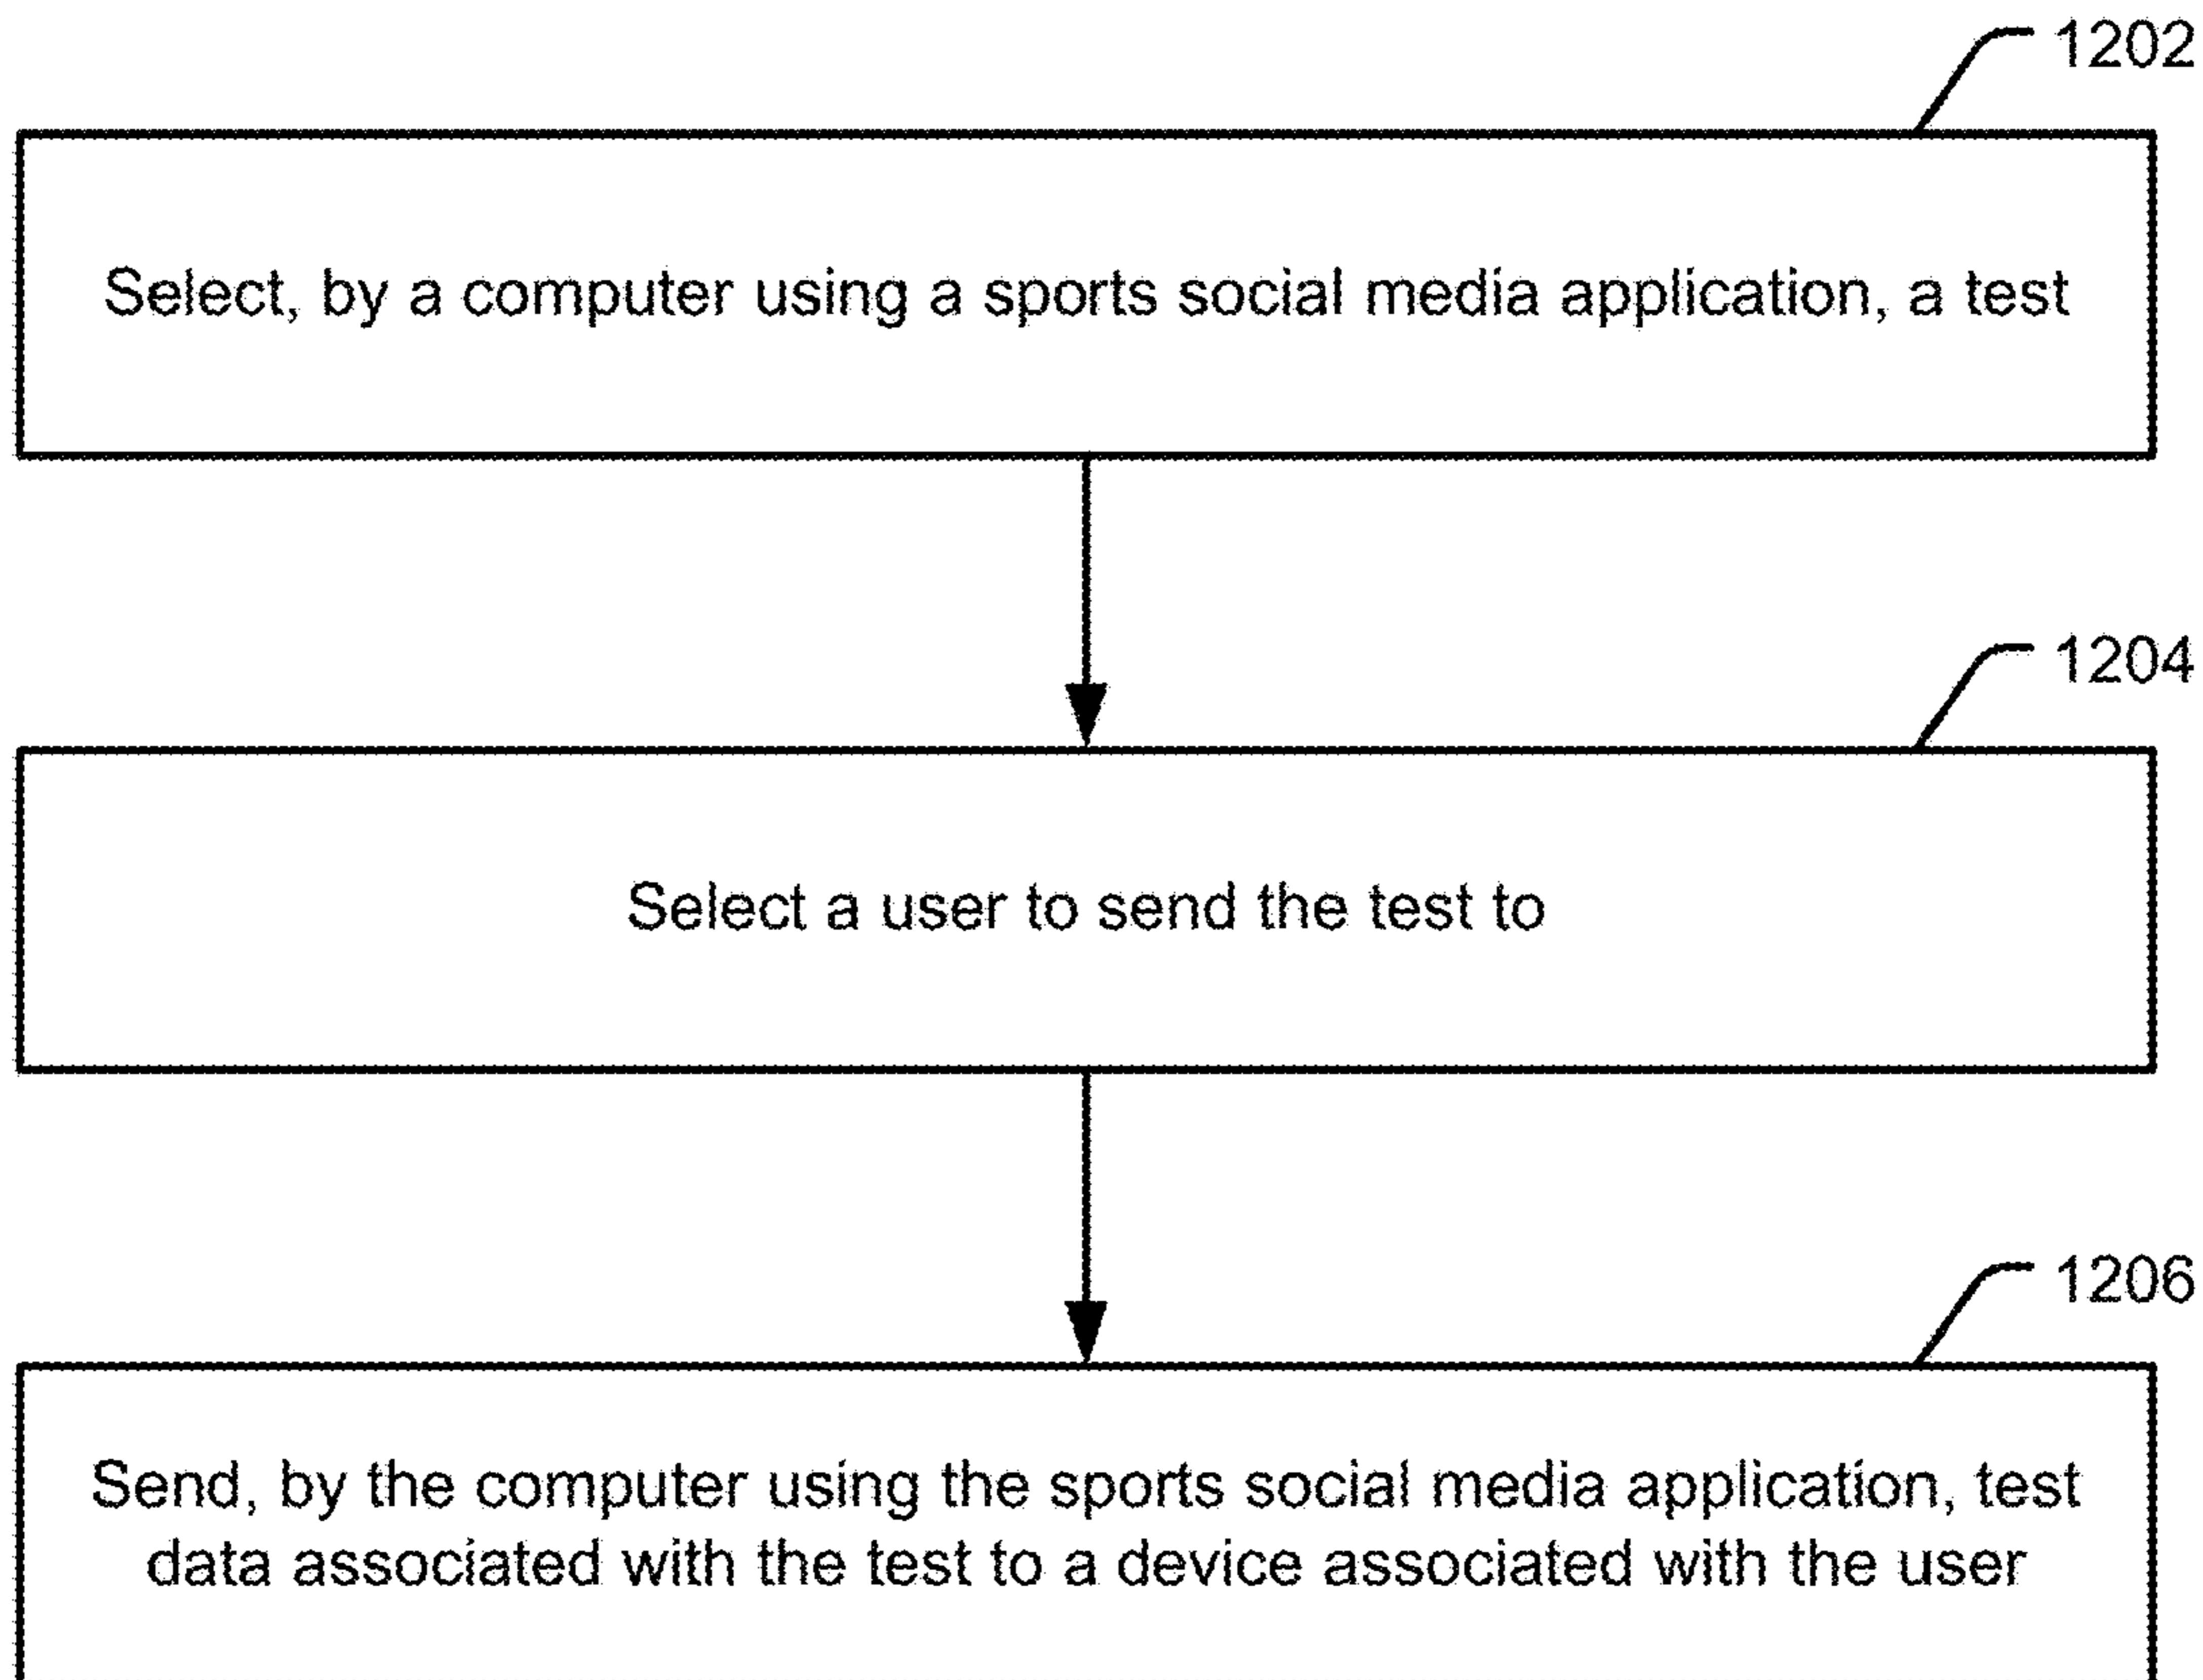 1202
Select, by a computer using a sports social media application, a test
1204
Select a user to send the test to
1206
Send, by the computer using the sports social media application, test
data associated with the test to a device associated with the user